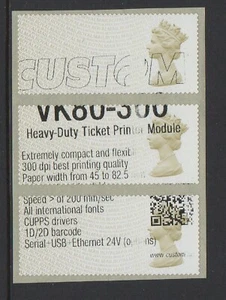 CUSTOM
VK80-300
Heavy-Duty Ticket Printer Module
Extremely compact and flexib
300 dpi best printing quality
Paper width from 45 to 82.5
Speed > of 200 mm/sec
All international fonts
CUPPS drivers
1D/2D barcode
Serial - USB - Ethernet 24V
www.custom